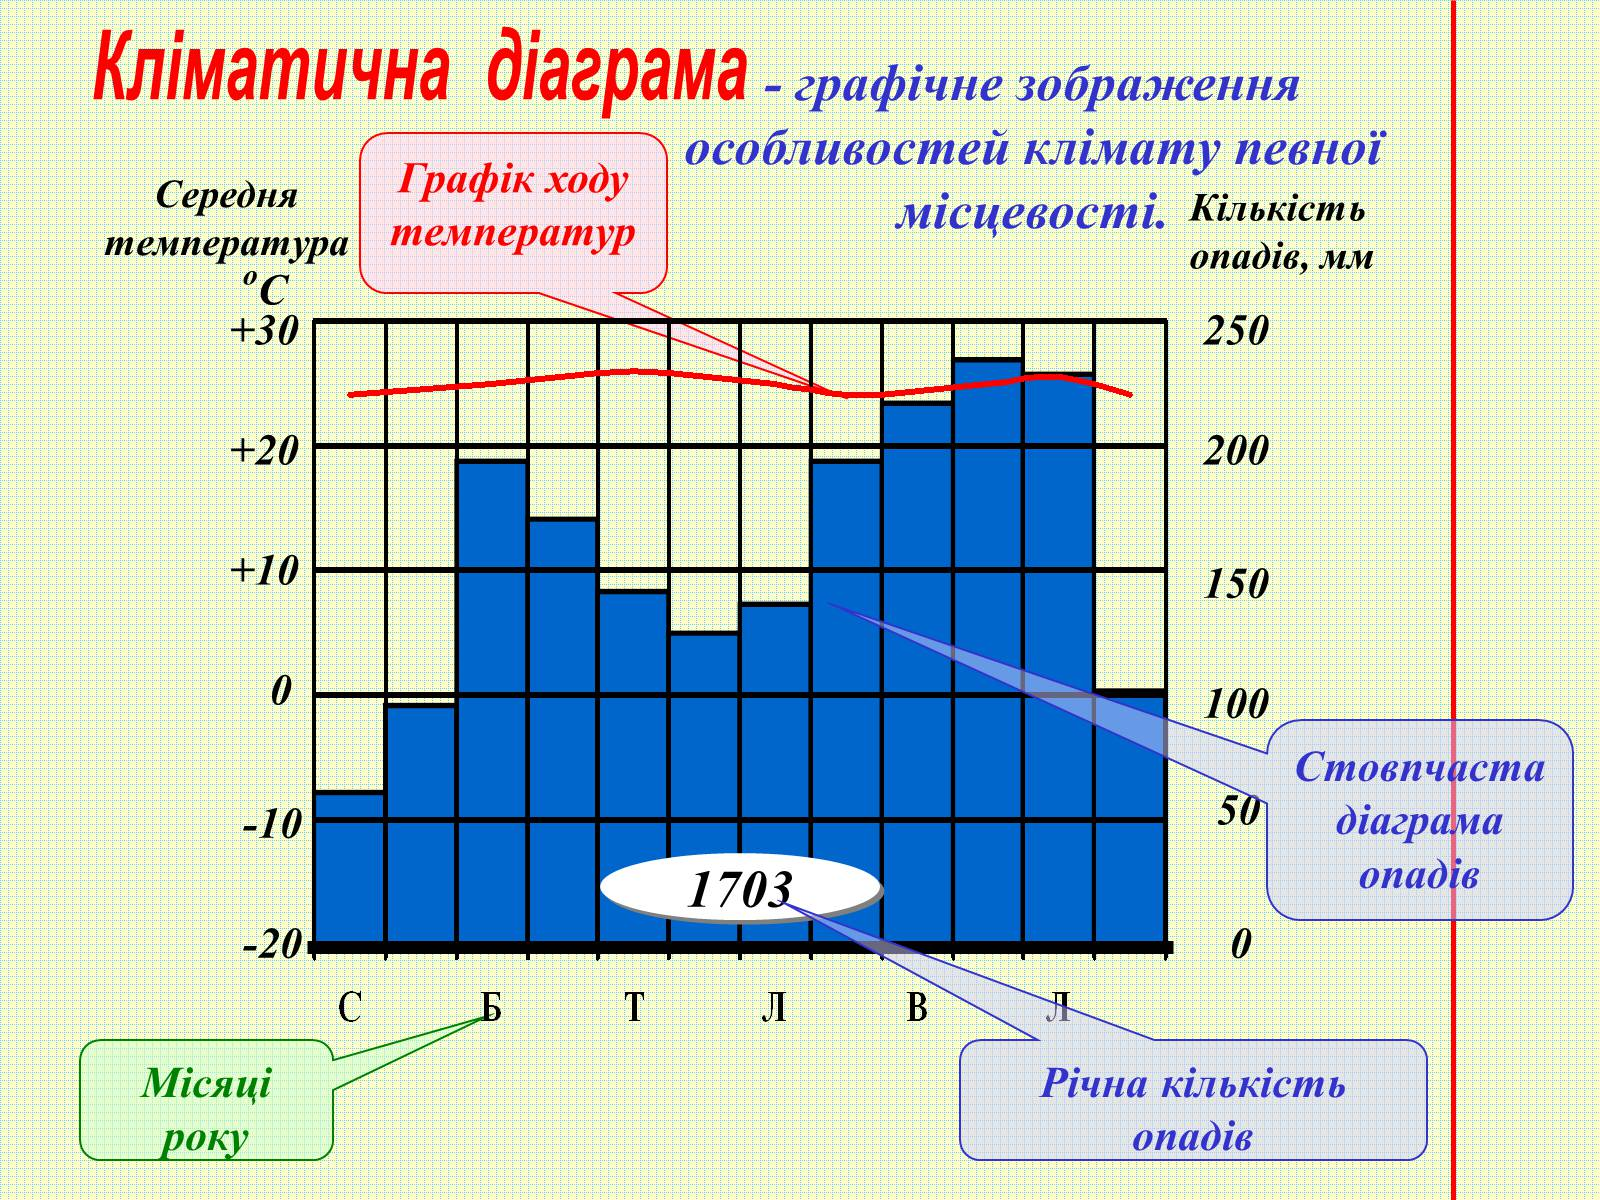 Кліматична діаграма - графічне зображення
особливостей клімату певної
місцевості.
Графік ходу
температур
Середня
температура
ºС
Кількість
опадів, мм
+30
+20
+10
0
-10
-20
250
200
150
100
50
0
Стовпчаста
діаграма
опадів
1703
С Б Т Л В Л
Місяці
року
Річна кількість
опадів